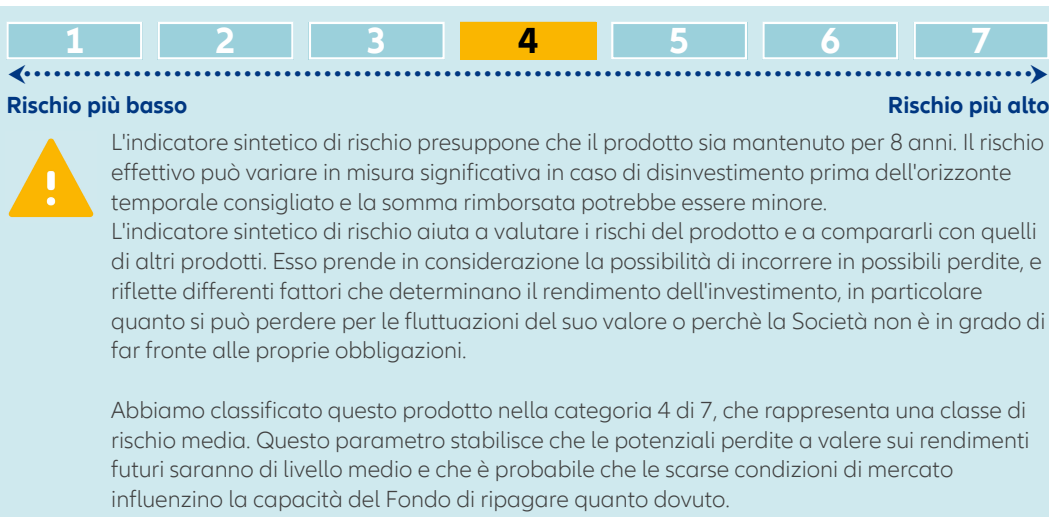 1 2 3 4 5 6 7
Rischio più basso Rischio più alto
L'indicatore sintetico di rischio presuppone che il prodotto sia mantenuto per 8 anni. Il rischio
effettivo può variare in misura significativa in caso di disinvestimento prima dell'orizzonte
temporale consigliato e la somma rimborsata potrebbe essere minore.
L'indicatore sintetico di rischio aiuta a valutare i rischi del prodotto e a compararli con quelli
di altri prodotti. Esso prende in considerazione la possibilità di incorrere in possibili perdite, e
riflette differenti fattori che determinano il rendimento dell'investimento, in particolare
quanto si può perdere per le fluttuazioni del suo valore o perchè la Società non è in grado di
far fronte alle proprie obbligazioni.
Abbiamo classificato questo prodotto nella categoria 4 di 7, che rappresenta una classe di
rischio media. Questo parametro stabilisce che le potenziali perdite a valere sui rendimenti
futuri saranno di livello medio e che è probabile che le scarse condizioni di mercato
influenzino la capacità del Fondo di ripagare quanto dovuto.